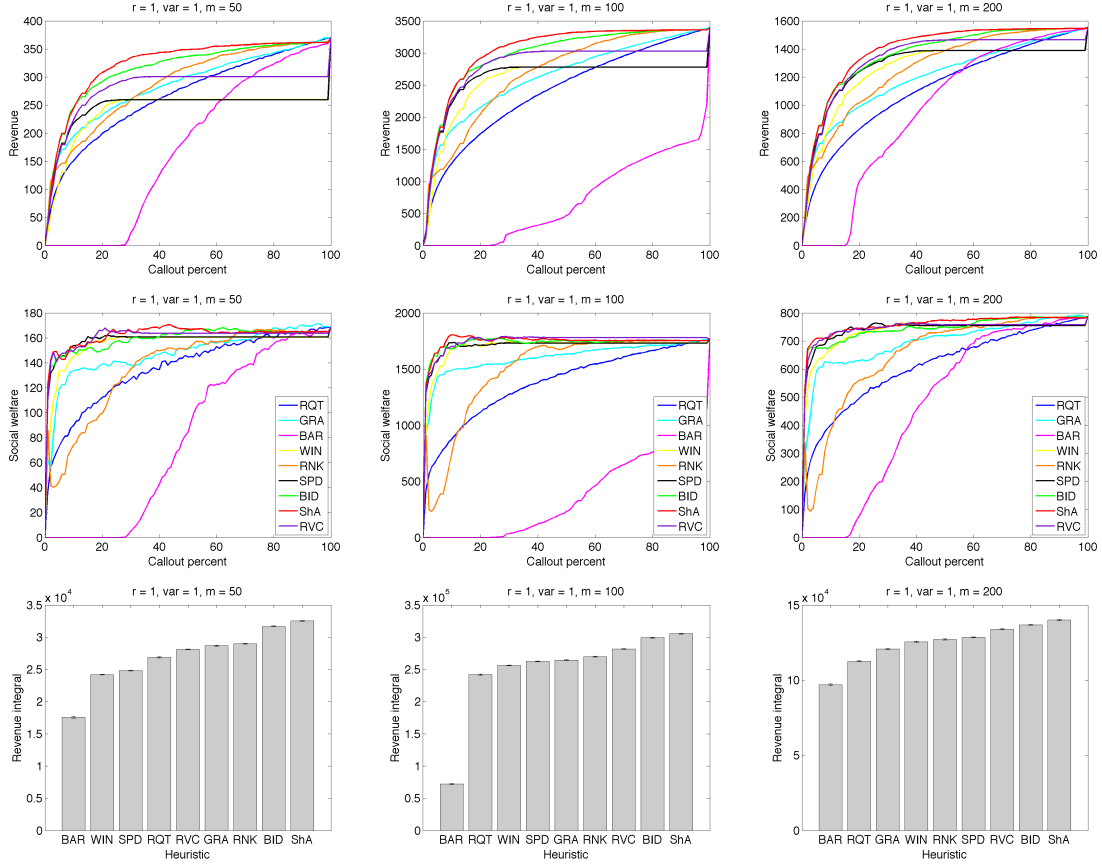 r = 1, var = 1, m = 50
400
350
300
250
200
150
100
50
0
Revenue
0 20 40 60 80 100
Callout percent
r = 1, var = 1, m = 100
3500
3000
2500
2000
1500
1000
500
0
Revenue
0 20 40 60 80 100
Callout percent
r = 1, var = 1, m = 200
1600
1400
1200
1000
800
600
400
200
0
Revenue
0 20 40 60 80 100
Callout percent
r = 1, var = 1, m = 50
180
160
140
120
100
80
60
40
20
0
Social welfare
RQT
GRA
BAR
WIN
RNK
SPD
BID
ShA
RVC
0 20 40 60 80 100
Callout percent
r = 1, var = 1, m = 100
2000
1500
1000
500
0
Social welfare
RQT
GRA
BAR
WIN
RNK
SPD
BID
ShA
RVC
0 20 40 60 80 100
Callout percent
r = 1, var = 1, m = 200
800
700
600
500
400
300
200
100
0
Social welfare
RQT
GRA
BAR
WIN
RNK
SPD
BID
ShA
RVC
0 20 40 60 80 100
Callout percent
x 10^4
r = 1, var = 1, m = 50
3.5
3
2.5
2
1.5
1
0.5
0
Revenue integral
BAR WIN SPD RQT RVC GRA RNK BID ShA
Heuristic
x 10^5
r = 1, var = 1, m = 100
3.5
3
2.5
2
1.5
1
0.5
0
Revenue integral
BAR RQT WIN SPD GRA RNK RVC BID ShA
Heuristic
x 10^4
r = 1, var = 1, m = 200
15
10
5
0
Revenue integral
BAR RQT GRA WIN RNK SPD RVC BID ShA
Heuristic